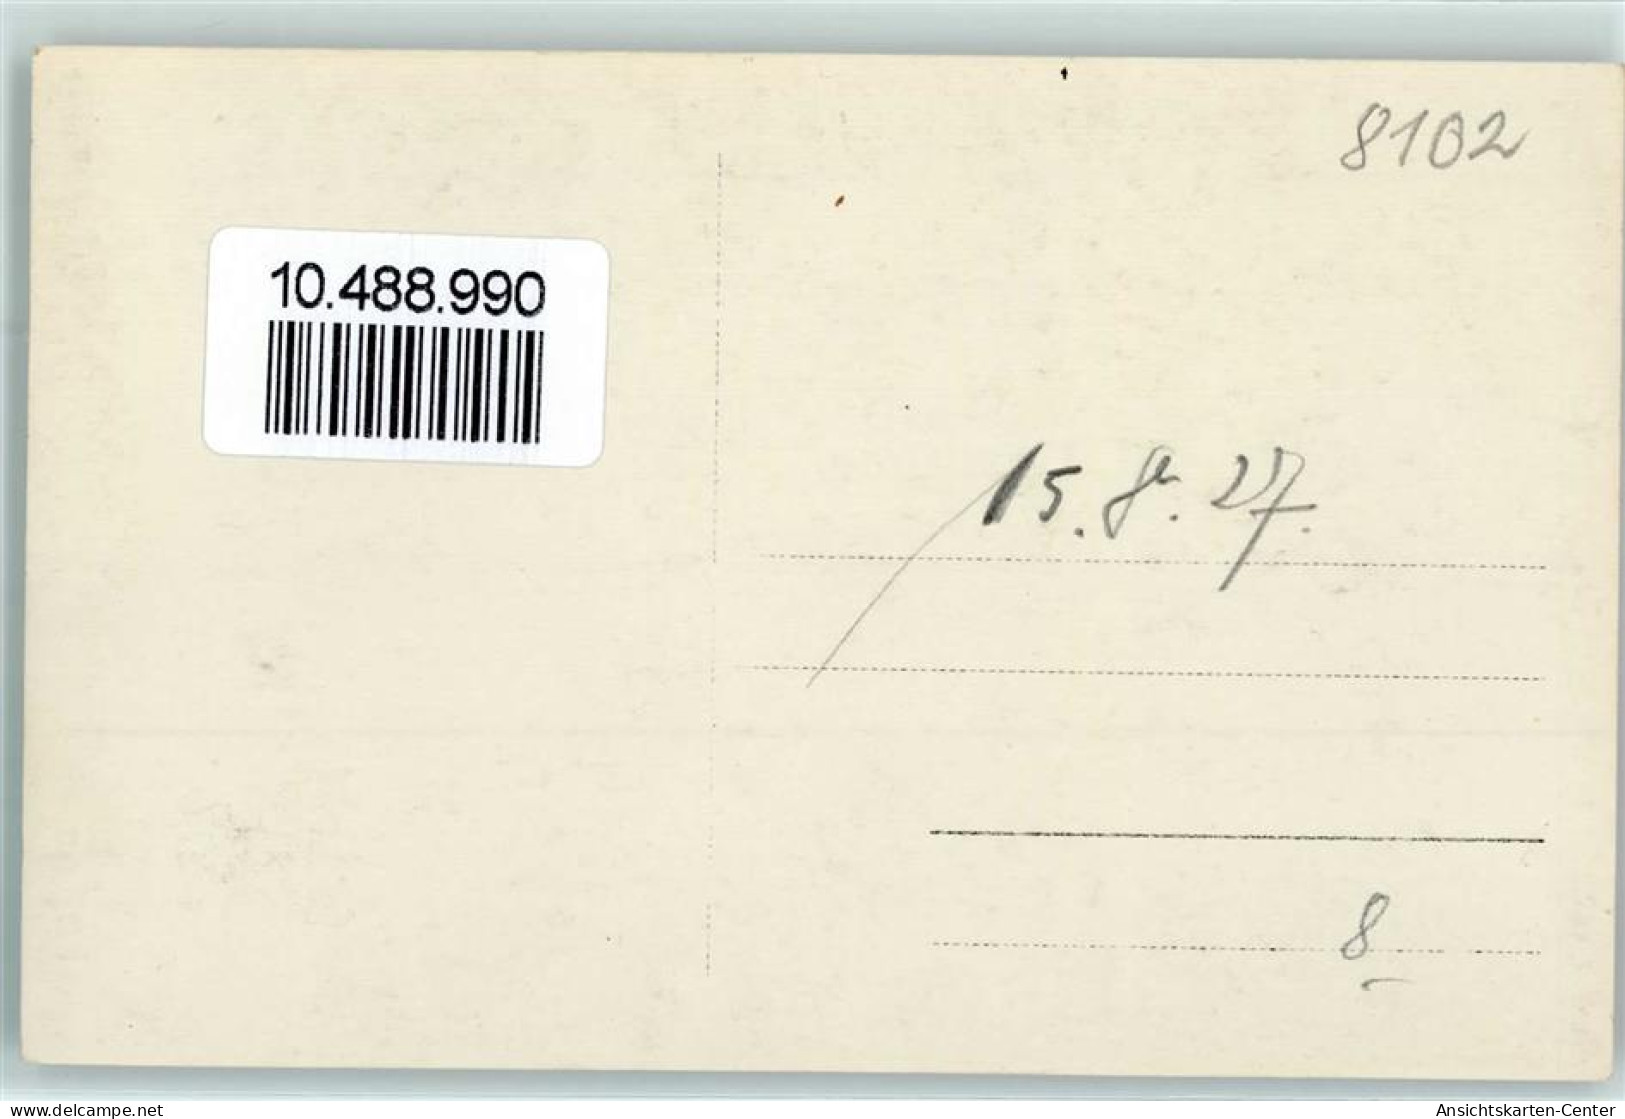 8102
10.488.990
15.8.27.
8
www.delcampe.net
Ansichtskarten-Center